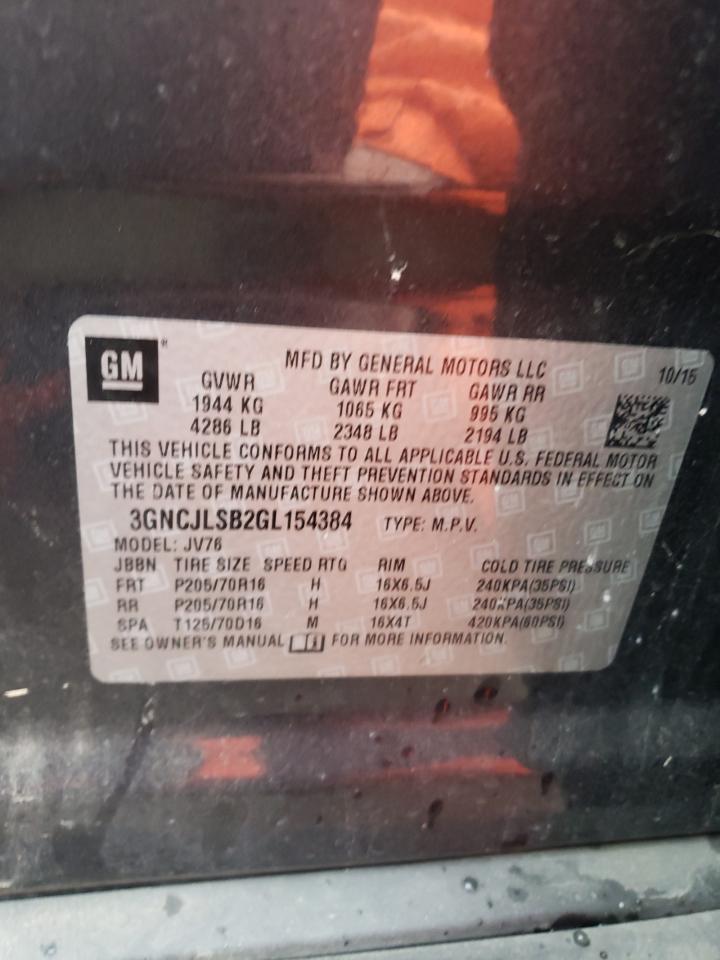 GM ®
MFD BY GENERAL MOTORS LLC 10/15
GVWR GAWR FRT GAWR RR
1944 KG 1065 KG 995 KG
4286 LB 2348 LB 2194 LB
THIS VEHICLE CONFORMS TO ALL APPLICABLE U.S. FEDERAL MOTOR
VEHICLE SAFETY AND THEFT PREVENTION STANDARDS IN EFFECT ON
THE DATE OF MANUFACTURE SHOWN ABOVE.
3GNCJLSB2GL154384 TYPE: M.P.V.
MODEL: JV76
JBBN TIRE SIZE SPEED RTG RIM COLD TIRE PRESSURE
FRT P205/70R16 H 16X6.5J 240KPA(35PSI)
RR P205/70R16 H 16X6.5J 240KPA(35PSI)
SPA T125/70D16 M 16X4T 420KPA(60PSI)
SEE OWNER'S MANUAL FOR MORE INFORMATION.